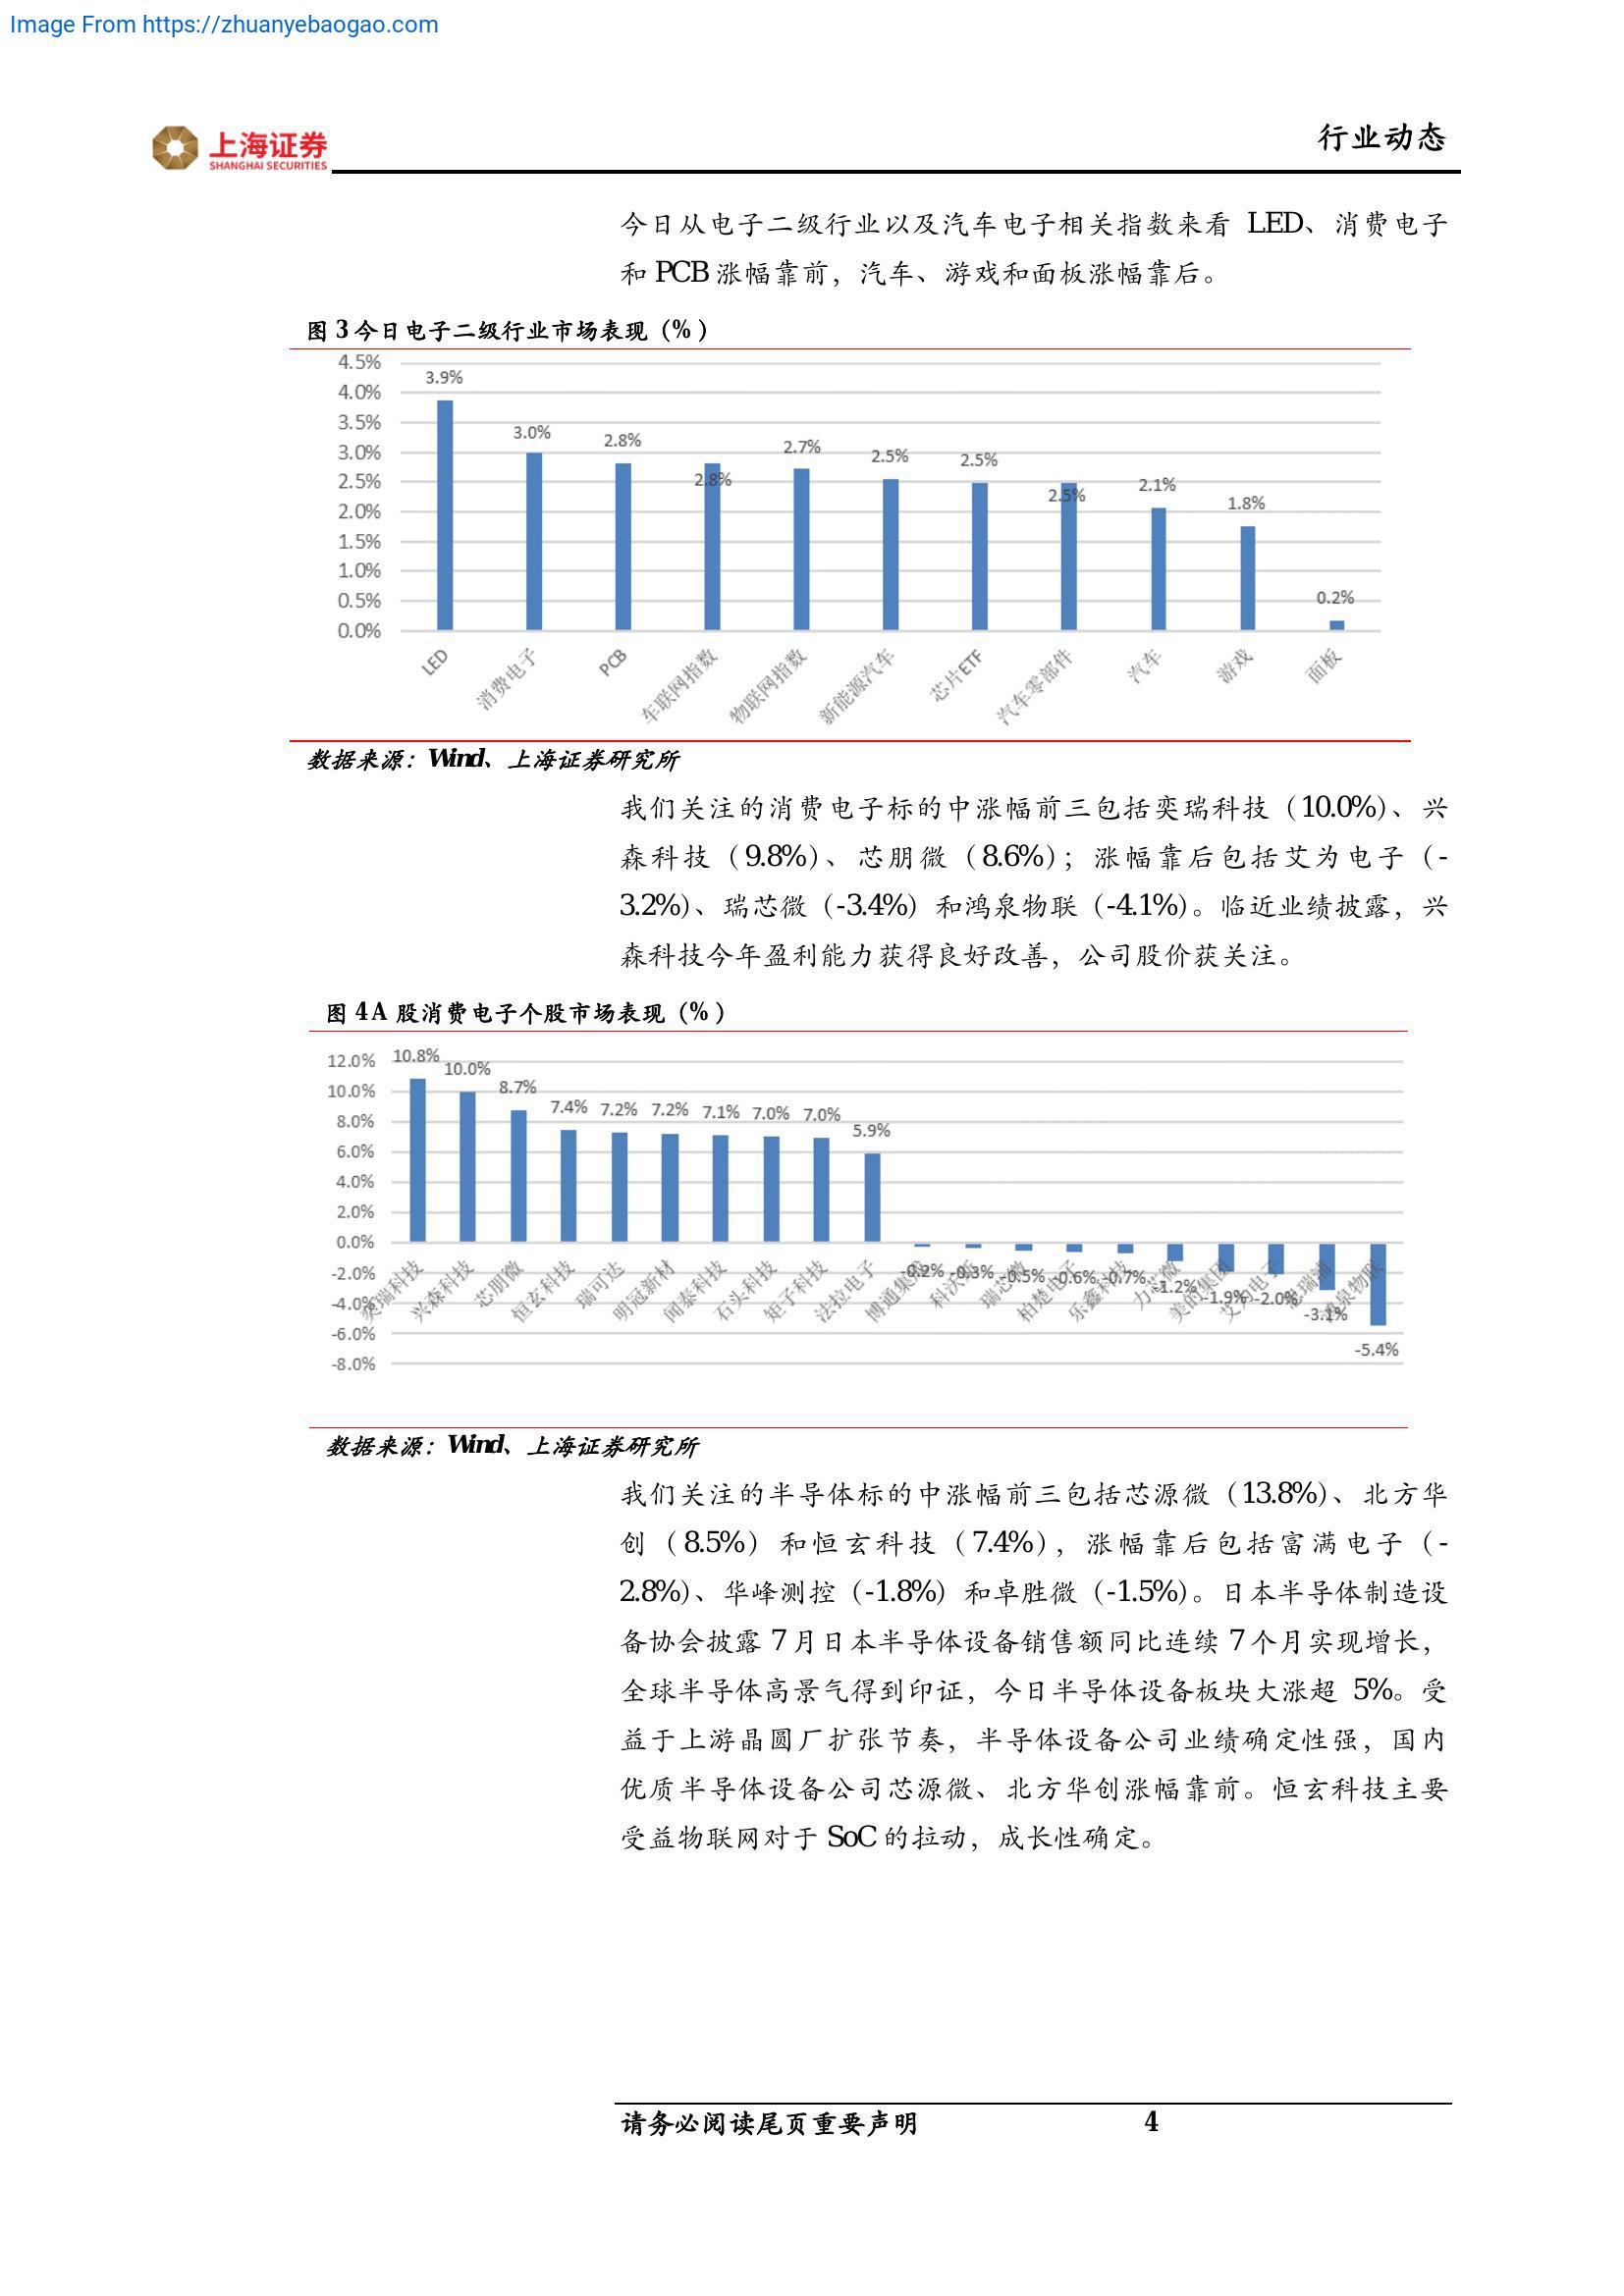 Image From https://zhuanyebaogao.com
上海证券
SHANGHAI SECURITIES
行业动态
今日从电子二级行业以及汽车电子相关指数来看 LED、消费电子
和 PCB 涨幅靠前，汽车、游戏和面板涨幅靠后。
图 3 今日电子二级行业市场表现（%）
4.5%
4.0%
3.5%
3.0%
2.5%
2.0%
1.5%
1.0%
0.5%
0.0%
3.9%
3.0%
2.8%
2.8%
2.7%
2.5%
2.5%
2.5%
2.1%
1.8%
0.2%
LED
消费电子
PCB
车联网指数
物联网指数
新能源汽车
芯片ETF
汽车零部件
汽车
游戏
面板
数据来源：Wind、上海证券研究所
我们关注的消费电子标的中涨幅前三包括奕瑞科技（10.0%）、兴
森科技（9.8%）、芯朋微（8.6%）；涨幅靠后包括艾为电子（-
3.2%）、瑞芯微（-3.4%）和鸿泉物联（-4.1%）。临近业绩披露，兴
森科技今年盈利能力获得良好改善，公司股价获关注。
图 4 A 股消费电子个股市场表现（%）
12.0%
10.0%
8.0%
6.0%
4.0%
2.0%
0.0%
-2.0%
-4.0%
-6.0%
-8.0%
10.8%
10.0%
8.7%
7.4%
7.2%
7.2%
7.1%
7.0%
7.0%
5.9%
-0.2%
-0.3%
-0.5%
-0.6%
-0.7%
-1.2%
-1.9%
-2.0%
-3.1%
-5.4%
奕瑞科技
兴森科技
芯朋微
恒玄科技
瑞可达
明冠新材
闻泰科技
石头科技
矩子科技
法拉电子
博通集成
瑞芯微
柏楚电子
乐鑫科技
力芯微
美的集团
艾为电子
鸿泉物联
数据来源：Wind、上海证券研究所
我们关注的半导体标的中涨幅前三包括芯源微（13.8%）、北方华
创（8.5%）和恒玄科技（7.4%），涨幅靠后包括富满电子（-
2.8%）、华峰测控（-1.8%）和卓胜微（-1.5%）。日本半导体制造设
备协会披露 7 月日本半导体设备销售额同比连续 7 个月实现增长，
全球半导体高景气得到印证，今日半导体设备板块大涨超 5%。受
益于上游晶圆厂扩张节奏，半导体设备公司业绩确定性强，国内
优质半导体设备公司芯源微、北方华创涨幅靠前。恒玄科技主要
受益物联网对于 SoC 的拉动，成长性确定。
请务必阅读尾页重要声明 4